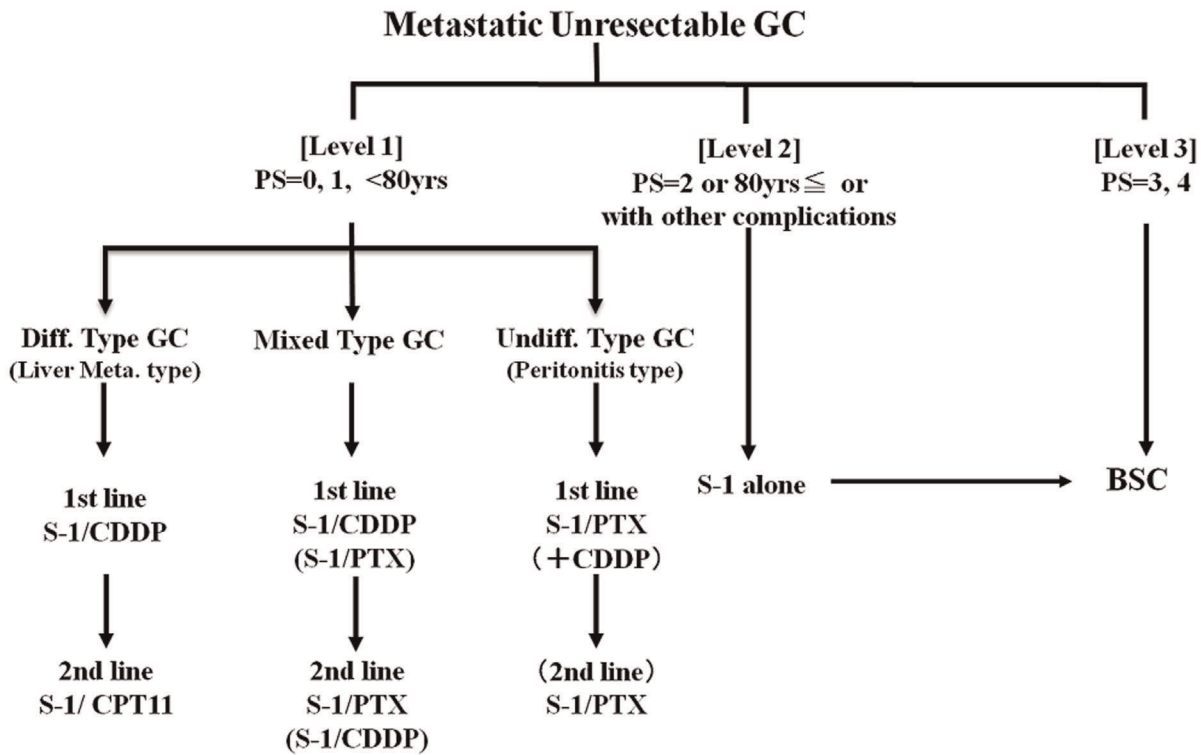 Metastatic Unresectable GC
[Level 1]
PS=0, 1, <80yrs
[Level 2]
PS=2 or 80yrs≦ or
with other complications
[Level 3]
PS=3, 4
Diff. Type GC
(Liver Meta. type)
Mixed Type GC
Undiff. Type GC
(Peritonitis type)
1st line
S-1/CDDP
1st line
S-1/CDDP
(S-1/PTX)
1st line
S-1/PTX
(＋CDDP)
S-1 alone
BSC
2nd line
S-1/ CPT11
2nd line
S-1/PTX
(S-1/CDDP)
(2nd line)
S-1/PTX